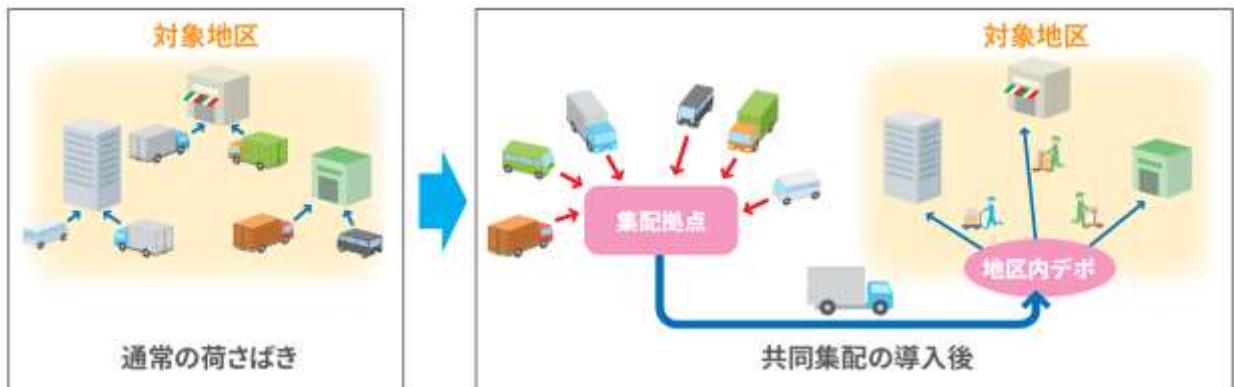 対象地区
通常の荷さばき
対象地区
集配拠点
地区内デポ
共同集配の導入後